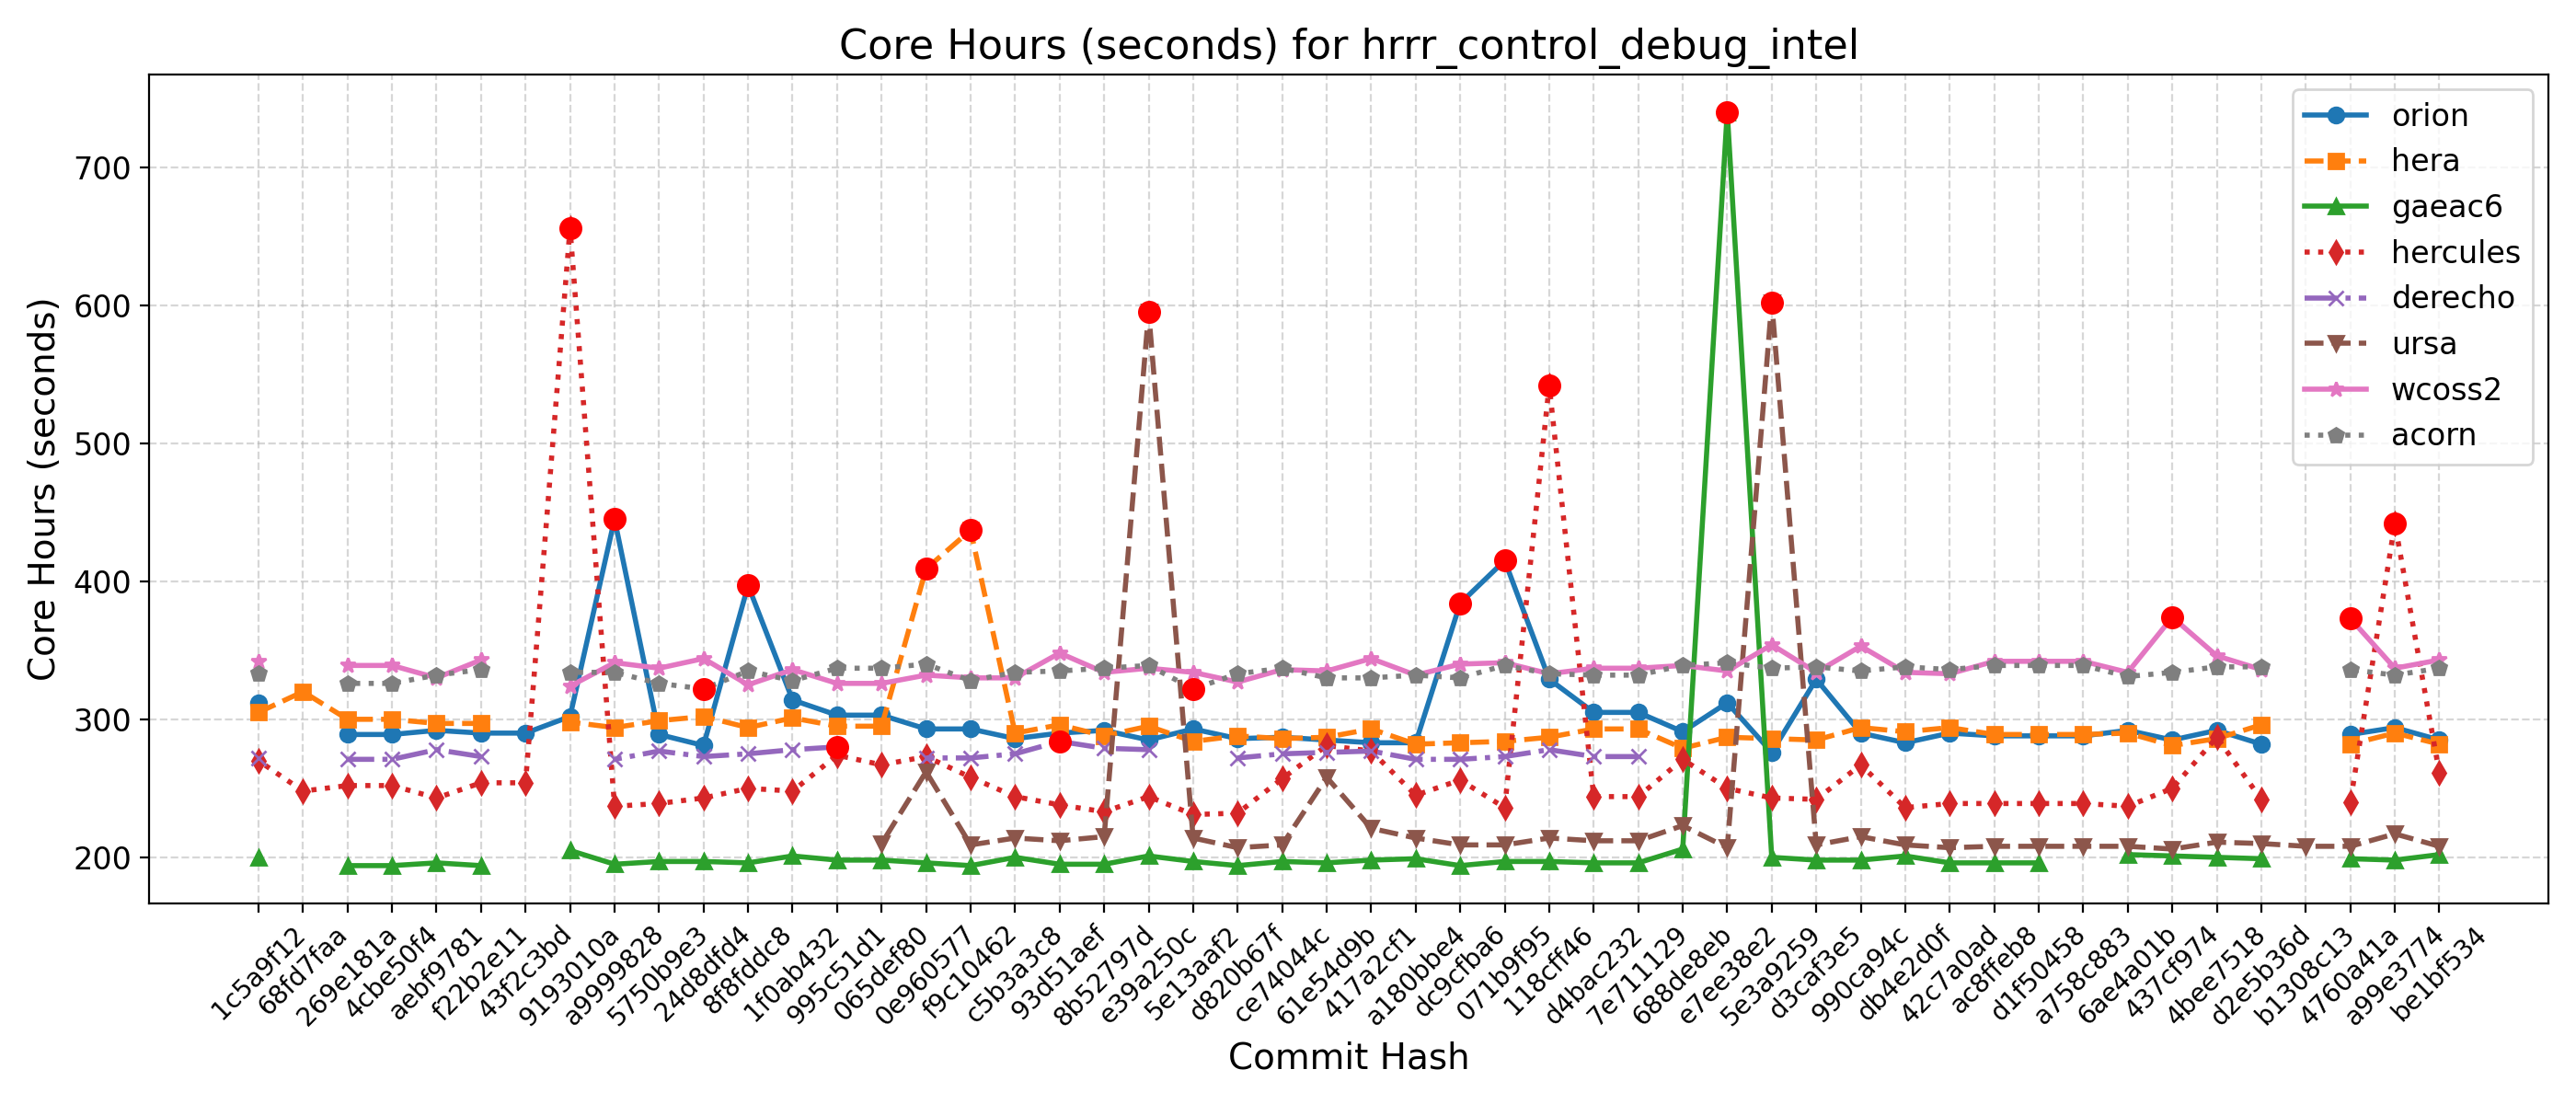 Core Hours (seconds) for hrrr_control_debug_intel
Core Hours (seconds)
700
600
500
400
300
200
orion
hera
gaeac6
hercules
derecho
ursa
wcoss2
acorn
1c5a9f12
68fd7faa
269e181a
4cbe50f4
aebf9781
f22b2e11
43f2c3bd
9193010a
a9999828
5750b9e3
24d8dfd4
8f8fddc8
1f0ab432
995c51d1
065def80
0e960577
f9c10462
c5b3a3c8
93d51aef
8b52797d
e39a250c
5e13aaf2
d820b67f
ce74044c
61e54d9b
417a2cf1
a180bbe4
dc9cfba6
071b9f95
118cff46
d4bac232
7e711129
688de8eb
e7ee38e2
5e3a9259
d3caf3e5
990ca94c
db4e2d0f
42c7a0ad
ac8ffeb8
d1f50458
a758c883
6ae4a01b
437cf974
4bee7518
d2e5b36d
b1308c13
4760a41a
a99e3774
be1bf534
Commit Hash